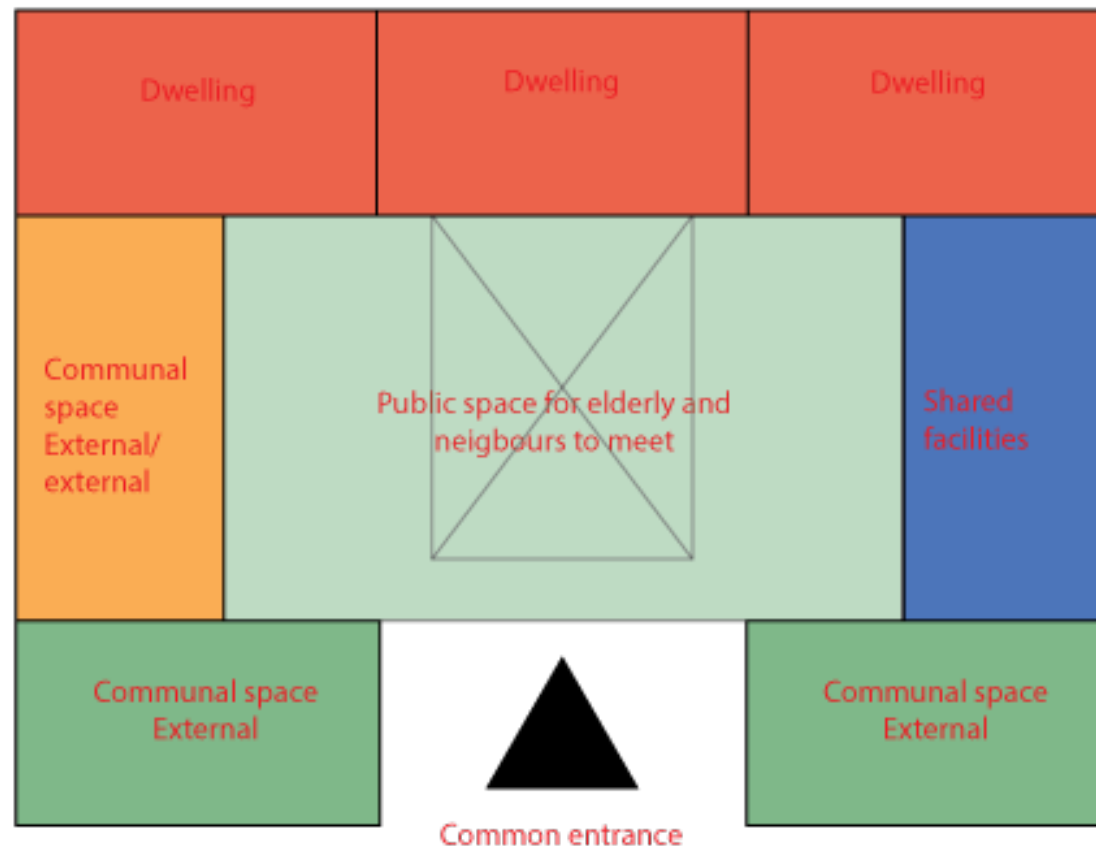 Dwelling
Dwelling
Dwelling
Communal
space
External/
external
Public space for elderly and
neigbours to meet
Shared
facilities
Communal space
External
Communal space
External
Common entrance